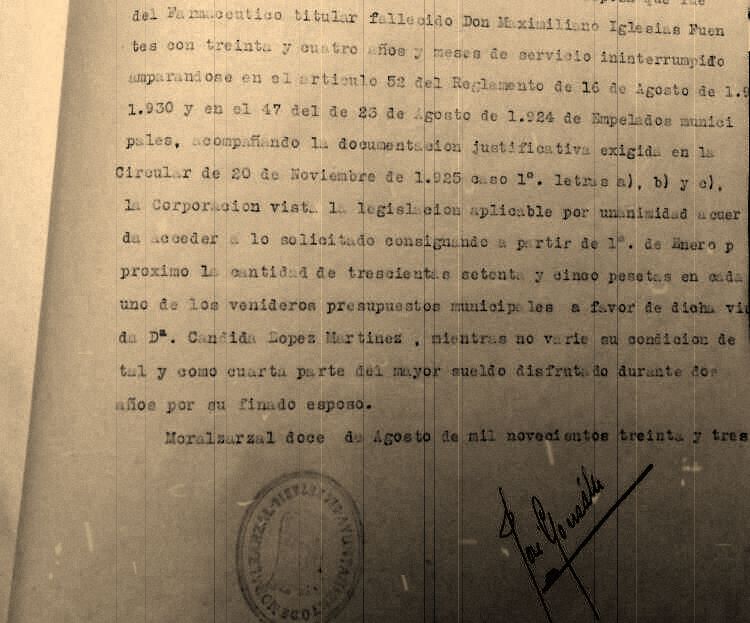 que fue
del Farmaceutico titular fallecido Don Maximiliano Iglesias Fuen
tes con treinta y cuatro años y meses de servicio ininterrumpido
amparandose en el articulo 52 del Reglamento de 16 de Agosto de 1.9
1.930 y en el 47 del de 23 de Agosto de 1.924 de Empelados munici
pales, acompañando la documentacion justificativa exigida en la
Circular de 20 de Noviembre de 1.925 caso 1º. letras a), b) y c),
la Corporacion vista la legislacion aplicable por unanimidad acuer
da acceder a lo solicitado consignando a partir de 1ª. de Enero p
proximo la cantidad de trescientas setenta y cinco pesetas en cada
uno de los venideros presupuestos municipales a favor de dicha viu
da Dª. Candida Lopez Martinez , mientras no varie su condicion de
tal y como cuarta parte del mayor sueldo disfrutado durante dos
años por su finado esposo.
Moralzarzal doce de Agosto de mil novecientos treinta y tres
José González